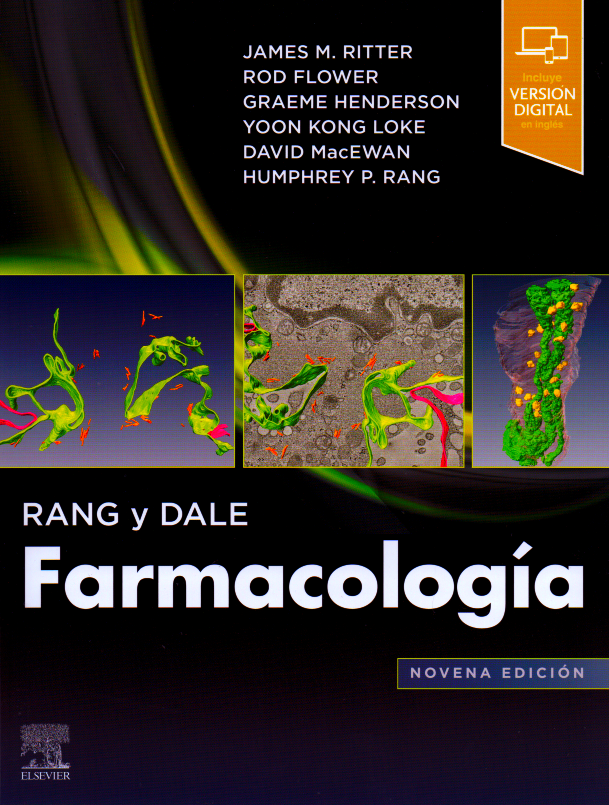 JAMES M. RITTER
ROD FLOWER
GRAEME HENDERSON
YOON KONG LOKE
DAVID MacEWAN
HUMPHREY P. RANG
Incluye
VERSIÓN
DIGITAL
en inglés
RANG y DALE
Farmacología
NOVENA EDICIÓN
ELSEVIER